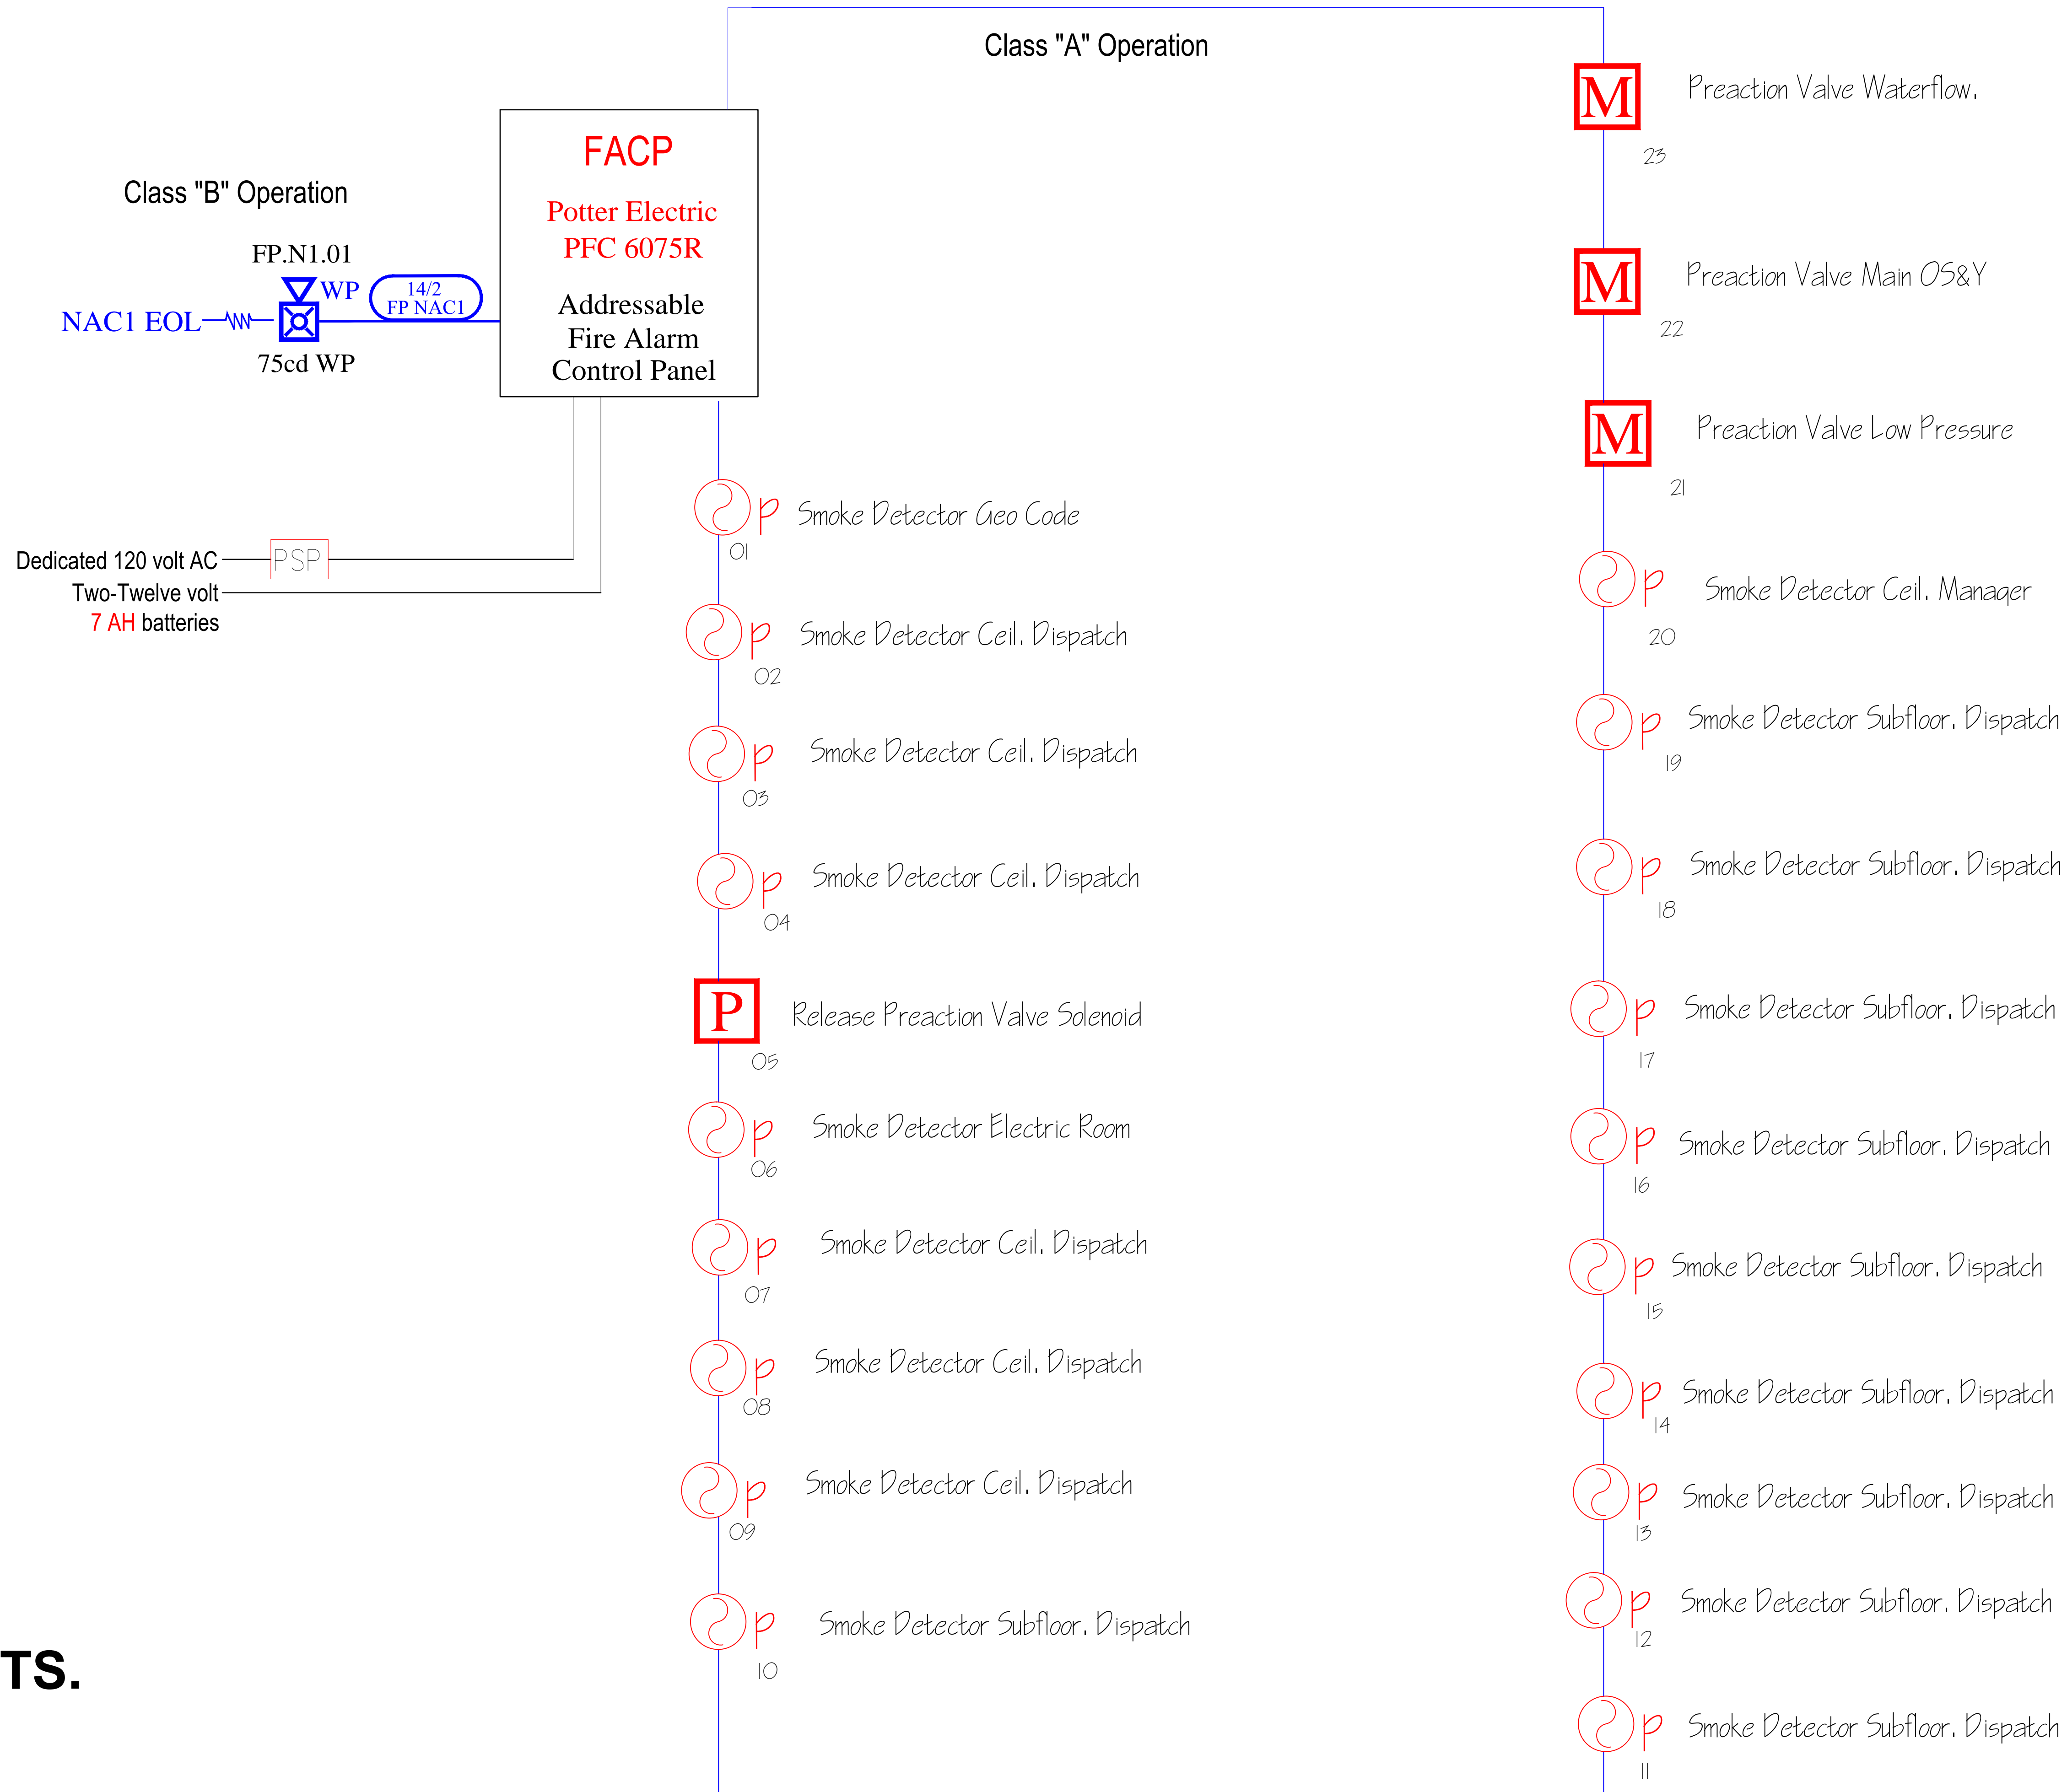 Class "A" Operation
FACP
Potter Electric
PFC 6075R
Addressable
Fire Alarm
Control Panel
Class "B" Operation
FP.N1.01
WP
14/2
FP NAC1
NAC1 EOL
75cd WP
Dedicated 120 volt AC
PSP
Two-Twelve volt
7 AH batteries
P Smoke Detector Geo Code
01
P Smoke Detector Ceil. Dispatch
02
P Smoke Detector Ceil. Dispatch
03
P Smoke Detector Ceil. Dispatch
04
P Release Preaction Valve Solenoid
05
P Smoke Detector Electric Room
06
P Smoke Detector Ceil. Dispatch
07
P Smoke Detector Ceil. Dispatch
08
P Smoke Detector Ceil. Dispatch
09
P Smoke Detector Subfloor. Dispatch
10
M Preaction Valve Waterflow.
23
M Preaction Valve Main OS&Y
22
M Preaction Valve Low Pressure
21
P Smoke Detector Ceil. Manager
20
P Smoke Detector Subfloor. Dispatch
19
P Smoke Detector Subfloor. Dispatch
18
P Smoke Detector Subfloor. Dispatch
17
P Smoke Detector Subfloor. Dispatch
16
P Smoke Detector Subfloor. Dispatch
15
P Smoke Detector Subfloor. Dispatch
14
P Smoke Detector Subfloor. Dispatch
13
P Smoke Detector Subfloor. Dispatch
12
P Smoke Detector Subfloor. Dispatch
11
TS.